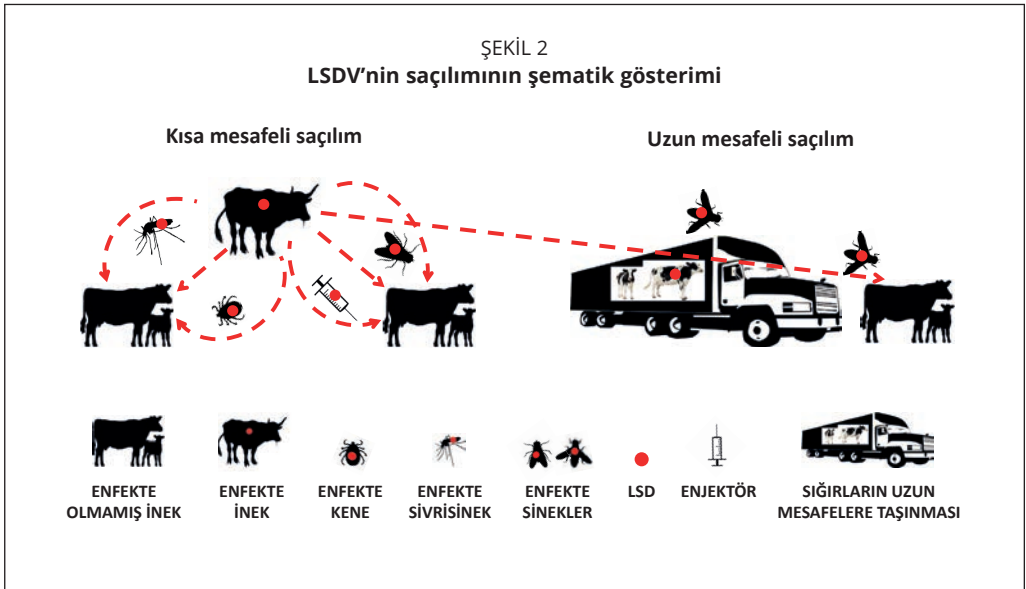 ŞEKİL 2
LSDV’nin saçılımının şematik gösterimi
Kısa mesafeli saçılım
Uzun mesafeli saçılım
ENFEKTE
OLMAMIŞ İNEK
ENFEKTE
İNEK
ENFEKTE
KENE
ENFEKTE
SİVRİSİNEK
ENFEKTE
SİNEKLER
LSD
ENJEKTÖR
SIĞIRLARIN UZUN
MESAFELERE TAŞINMASI